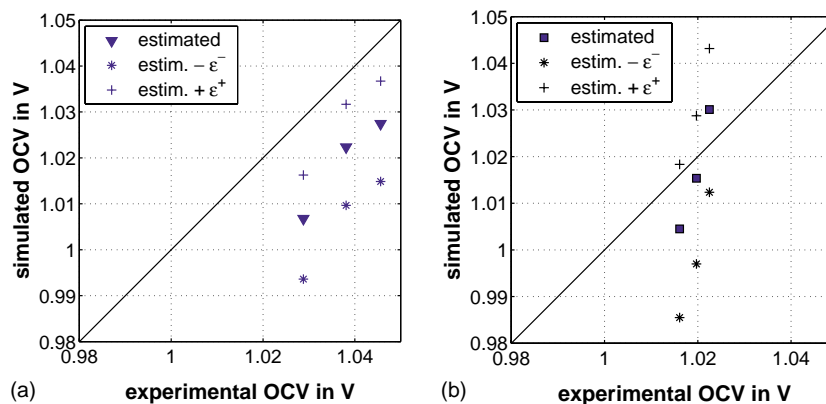 1.05
1.04
1.03
1.02
1.01
1
0.99
0.98
simulated OCV in V
estimated
estim. − ε⁻
estim. + ε⁺
0.98 1 1.02 1.04
(a) experimental OCV in V
1.05
1.04
1.03
1.02
1.01
1
0.99
0.98
simulated OCV in V
estimated
estim. − ε⁻
estim. + ε⁺
0.98 1 1.02 1.04
(b) experimental OCV in V